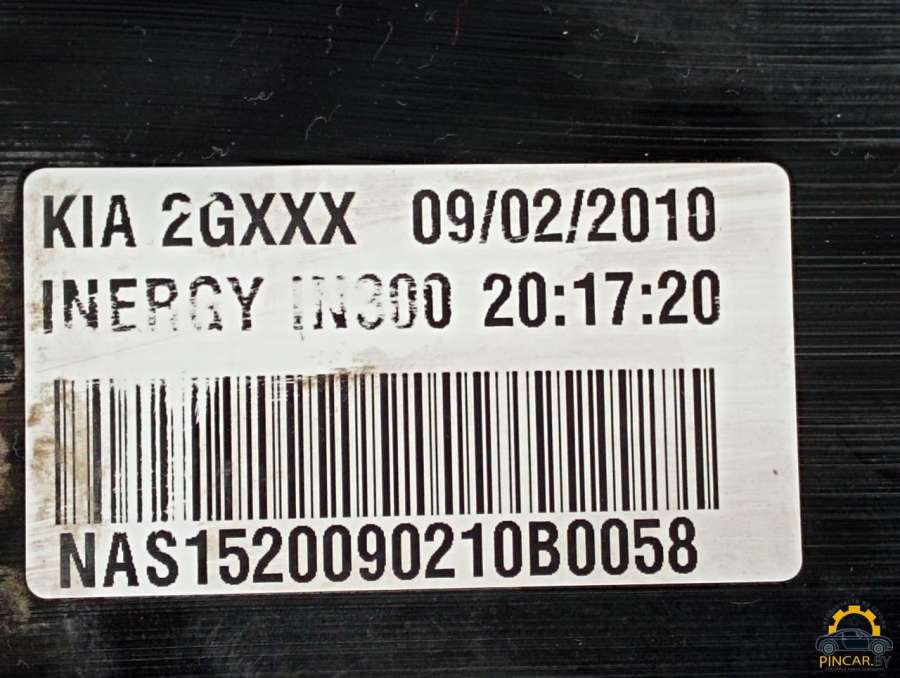 KIA 2GXXX 09/02/2010
INERGY IN300 20:17:20
NAS1520090210B0058
PINCAR.BY